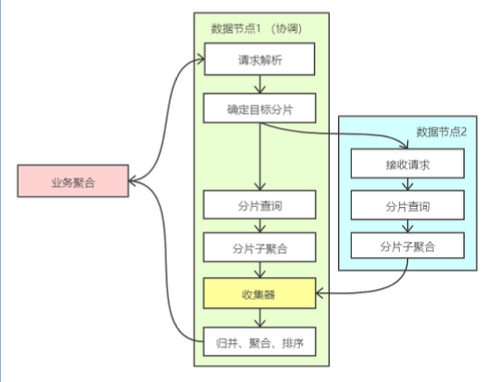 数据节点1 （协调）
请求解析
确定目标分片
数据节点2
接收请求
业务聚合
分片查询
分片查询
分片子聚合
分片子聚合
收集器
归并、聚合、排序